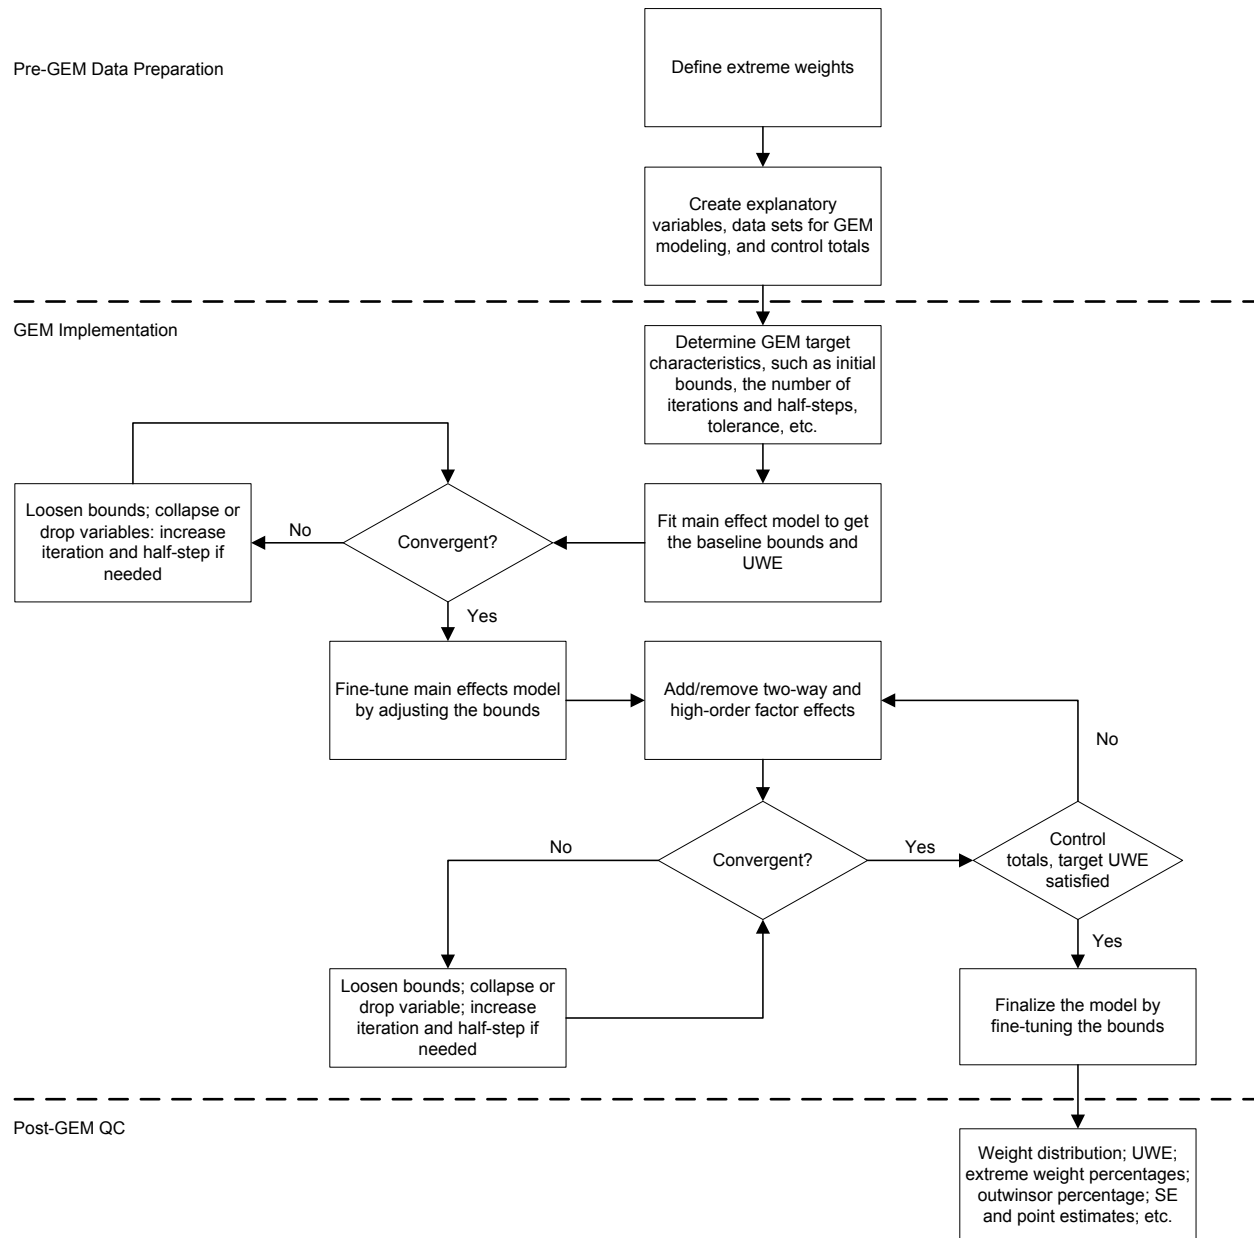 Pre-GEM Data Preparation
Define extreme weights
Create explanatory
variables, data sets for GEM
modeling, and control totals
GEM Implementation
Determine GEM target
characteristics, such as initial
bounds, the number of
iterations and half-steps,
tolerance, etc.
Loosen bounds; collapse or
drop variables: increase
iteration and half-step if
needed
No
Convergent?
Fit main effect model to get
the baseline bounds and
UWE
Yes
Fine-tune main effects model
by adjusting the bounds
Add/remove two-way and
high-order factor effects
No
No
Convergent?
Yes
Control
totals, target UWE
satisfied
Yes
Loosen bounds; collapse or
drop variable; increase
iteration and half-step if
needed
Finalize the model by
fine-tuning the bounds
Post-GEM QC
Weight distribution; UWE;
extreme weight percentages;
outwinsor percentage; SE
and point estimates; etc.